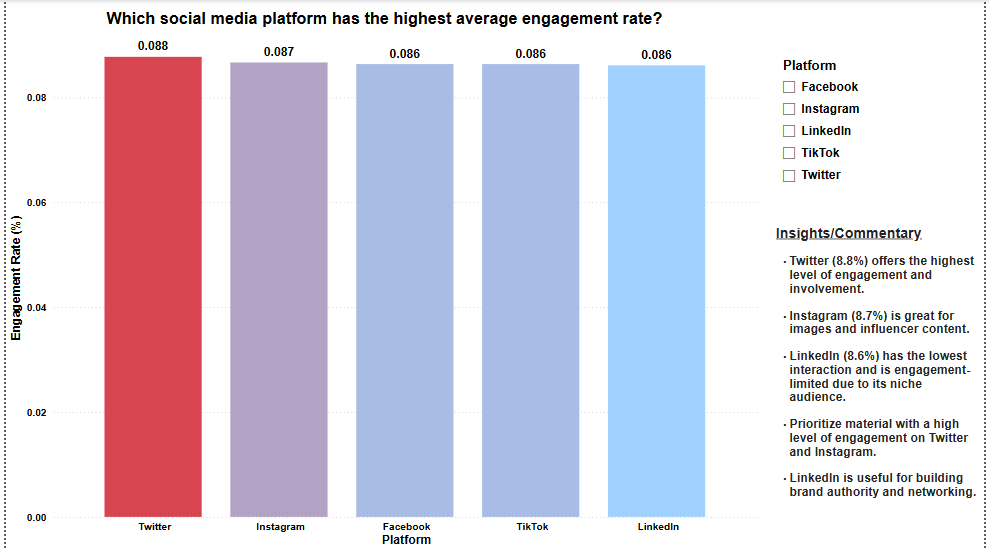 Which social media platform has the highest average engagement rate?
0.088
0.087
0.086
0.086
0.086
0.08
0.06
0.04
0.02
0.00
Engagement Rate (%)
Twitter
Instagram
Facebook
TikTok
LinkedIn
Platform
Platform
Facebook
Instagram
LinkedIn
TikTok
Twitter
Insights/Commentary
· Twitter (8.8%) offers the highest
level of engagement and
involvement.
· Instagram (8.7%) is great for
images and influencer content.
· LinkedIn (8.6%) has the lowest
interaction and is engagement-
limited due to its niche
audience.
· Prioritize material with a high
level of engagement on Twitter
and Instagram.
· LinkedIn is useful for building
brand authority and networking.